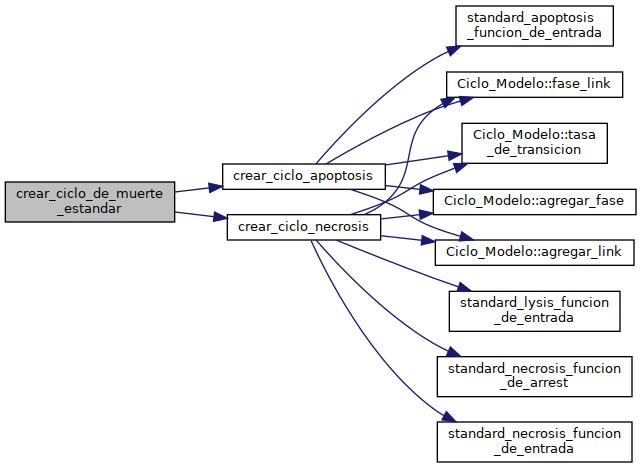 crear_ciclo_de_muerte
_estandar
crear_ciclo_apoptosis
crear_ciclo_necrosis
standard_apoptosis
_funcion_de_entrada
Ciclo_Modelo::fase_link
Ciclo_Modelo::tasa
_de_transicion
Ciclo_Modelo::agregar_fase
Ciclo_Modelo::agregar_link
standard_lysis_funcion
_de_entrada
standard_necrosis_funcion
_de_arrest
standard_necrosis_funcion
_de_entrada